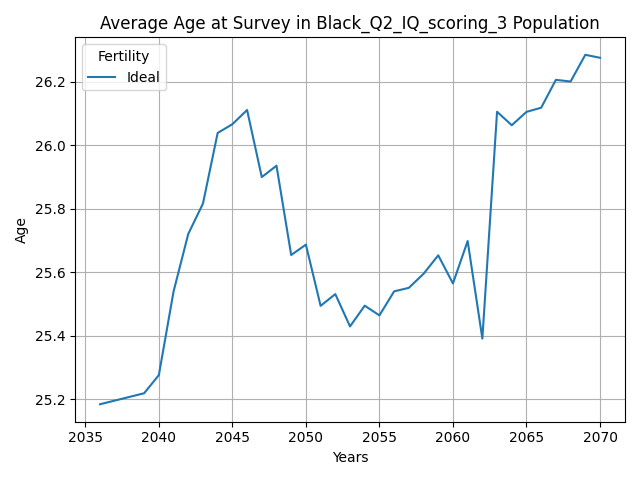 Average Age at Survey in Black_Q2_IQ_scoring_3 Population
Fertility
Ideal
26.2
26.0
25.8
25.6
25.4
25.2
Age
2035 2040 2045 2050 2055 2060 2065 2070
Years